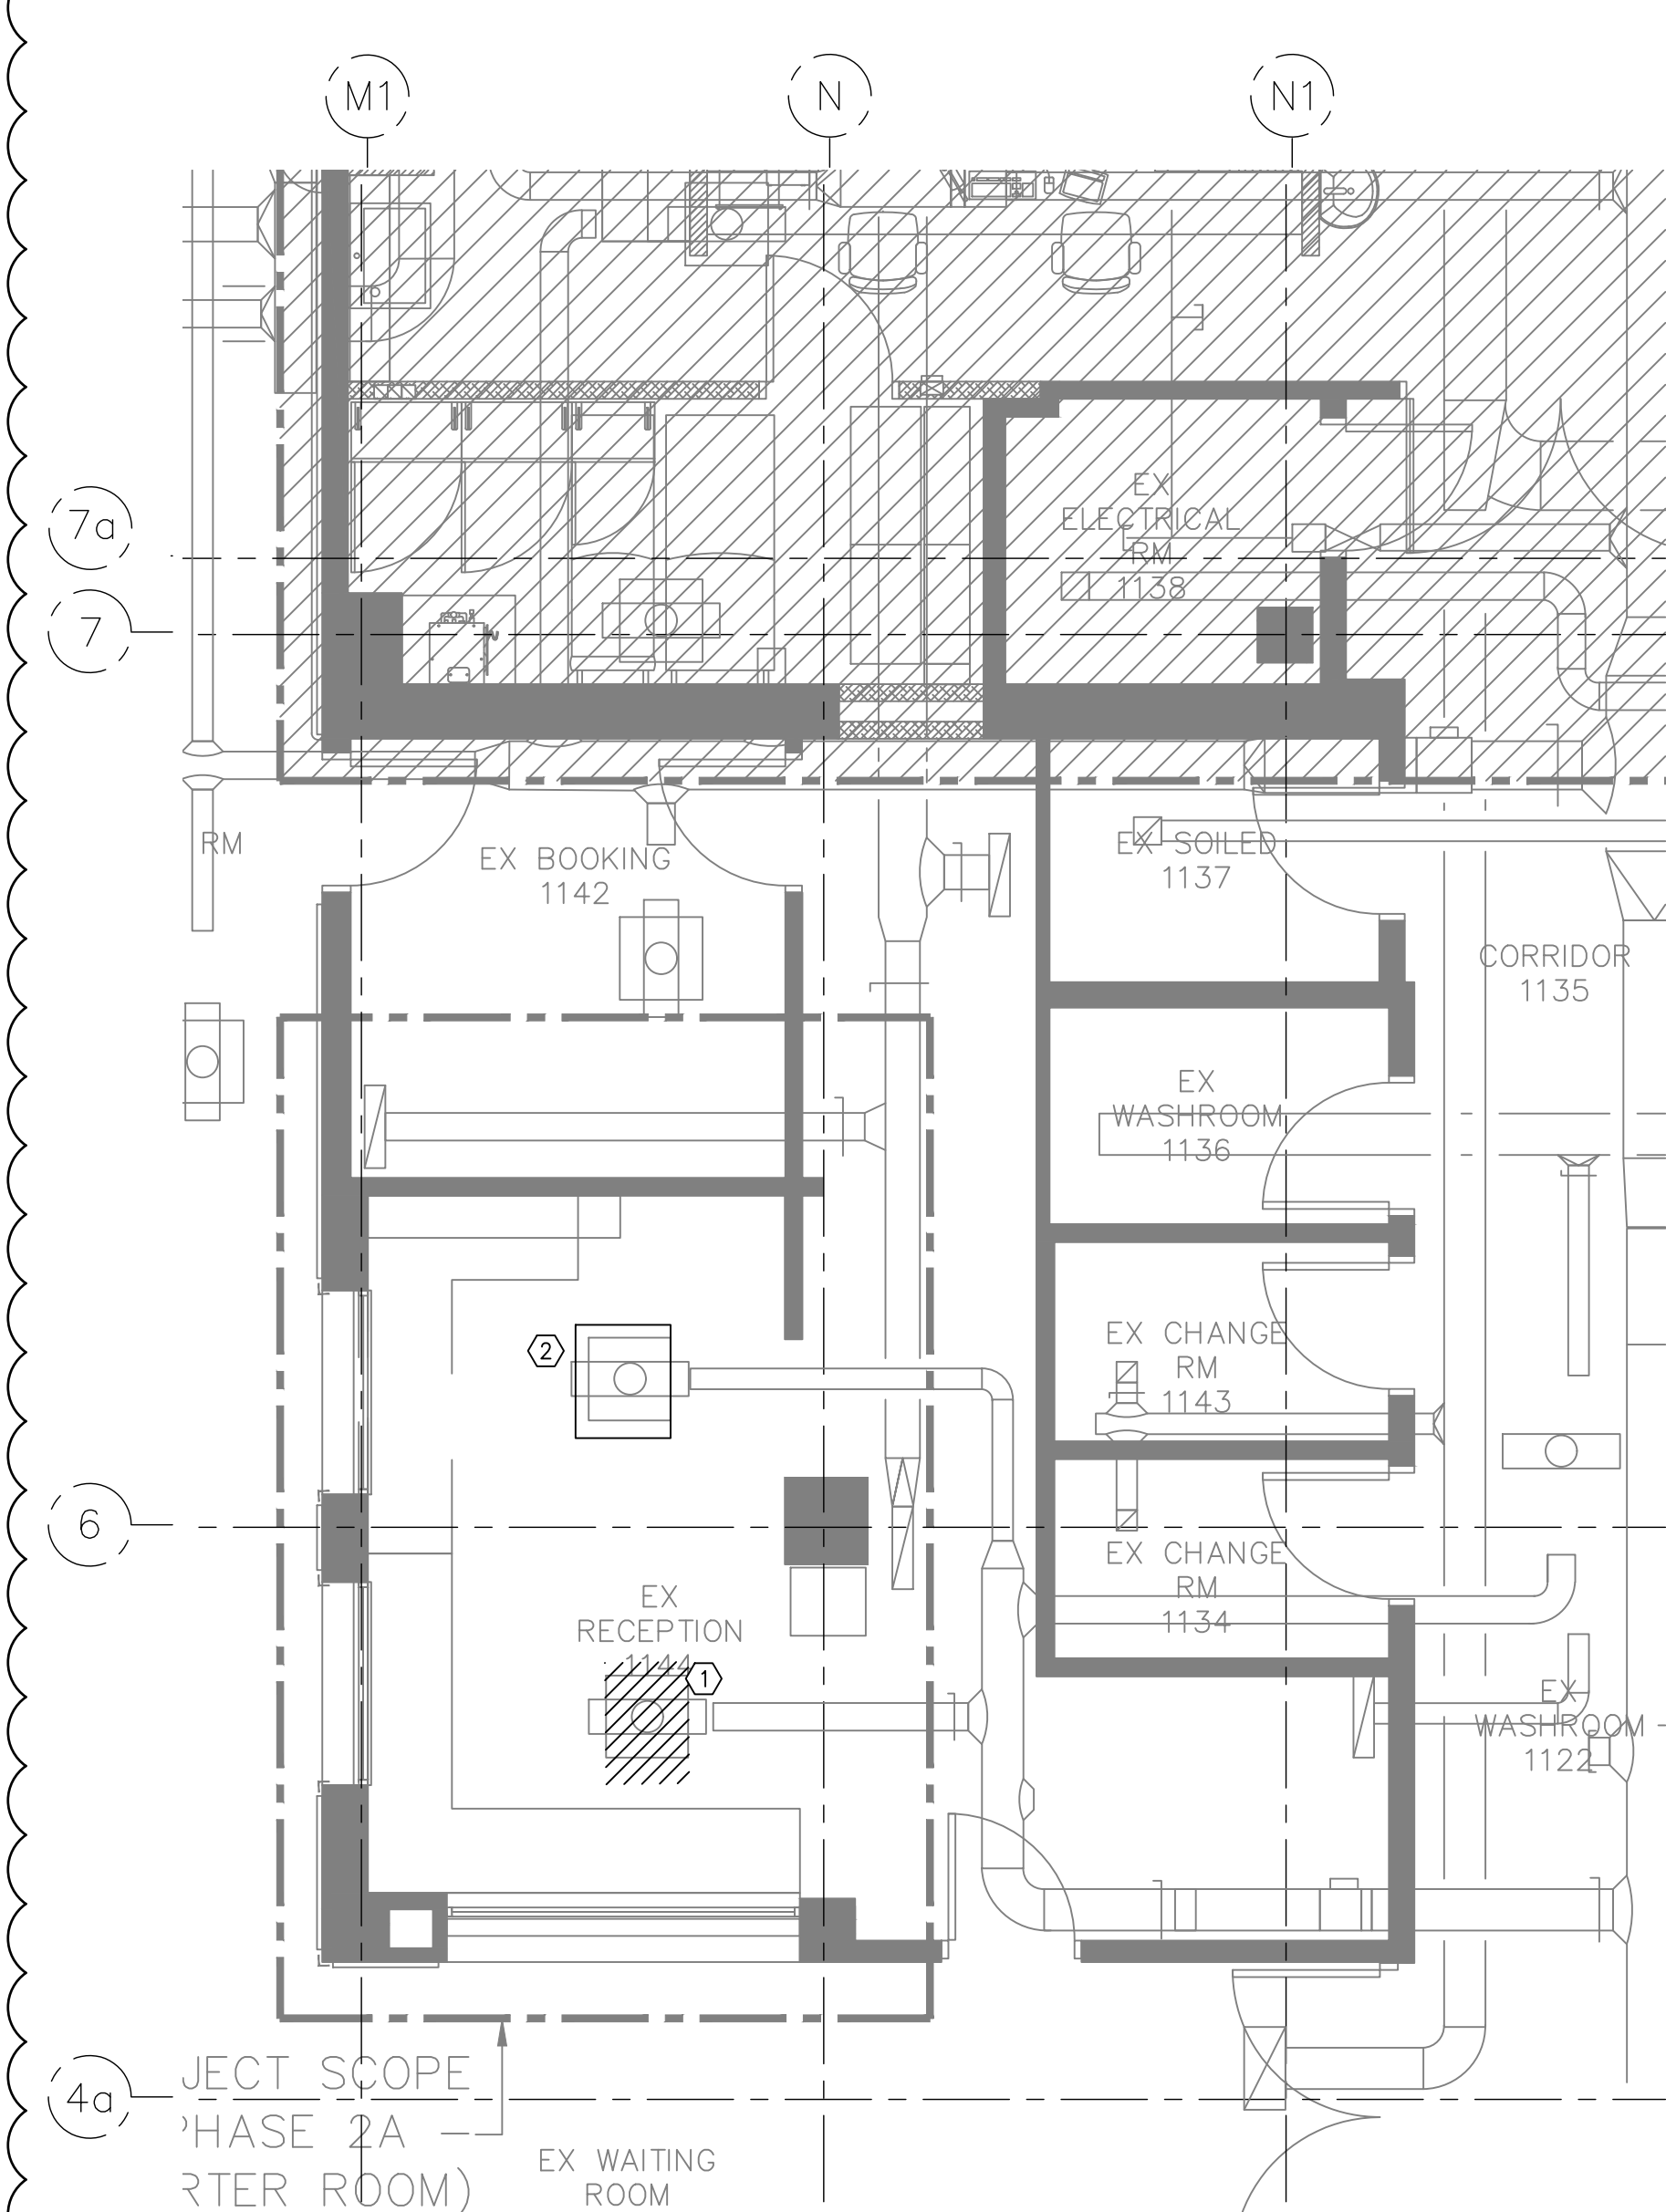 M1
N
N1
7a
7
EX
ELECTRICAL
RM
1138
RM
EX BOOKING
1142
EX SOILED
1137
CORRIDOR
1135
EX
WASHROOM
1136
2
EX CHANGE
RM
1143
6
EX CHANGE
RM
1134
EX
RECEPTION
1144
1
EX
WASHROOM
1122
4a
JECT SCOPE
PHASE 2A
RTER ROOM)
EX WAITING
ROOM